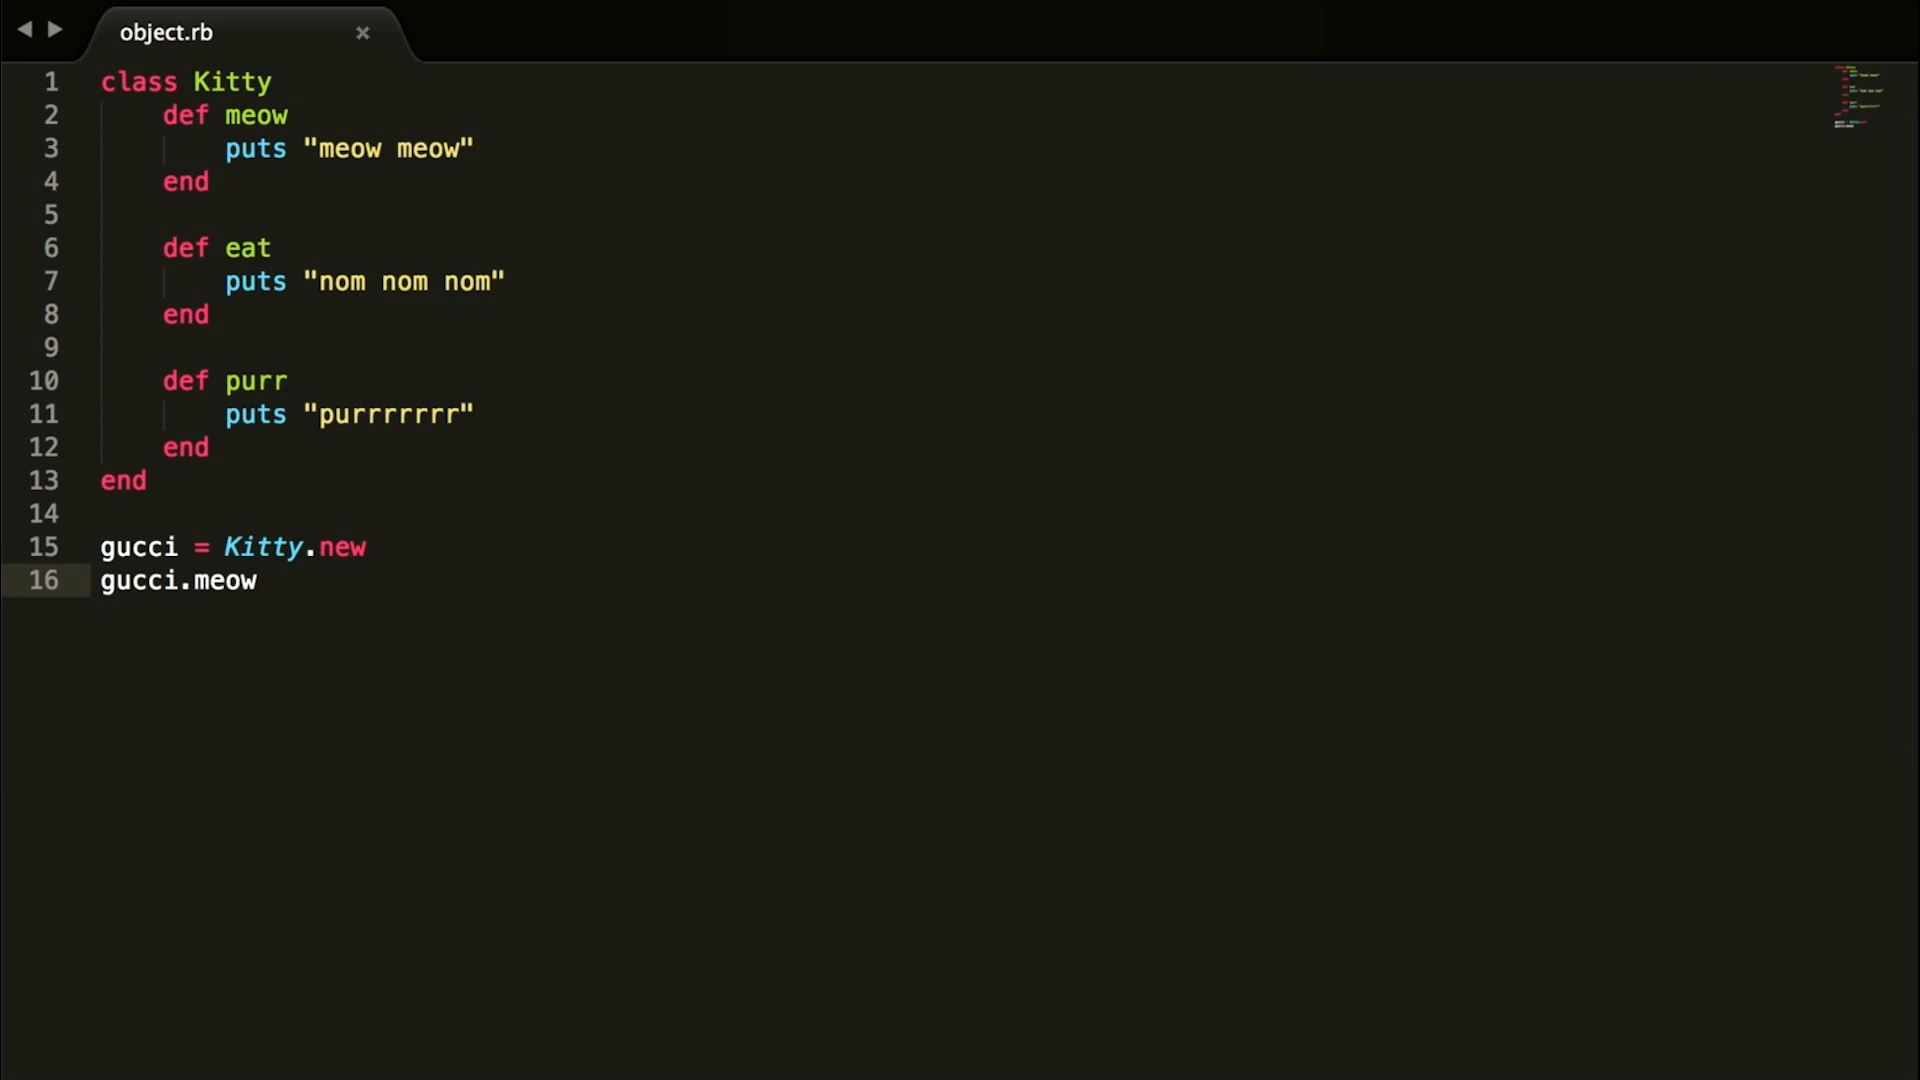 object.rb
1 class Kitty
2     def meow
3         puts "meow meow"
4     end
5
6     def eat
7         puts "nom nom nom"
8     end
9
10     def purr
11         puts "purrrrrrr"
12     end
13 end
14
15 gucci = Kitty.new
16 gucci.meow